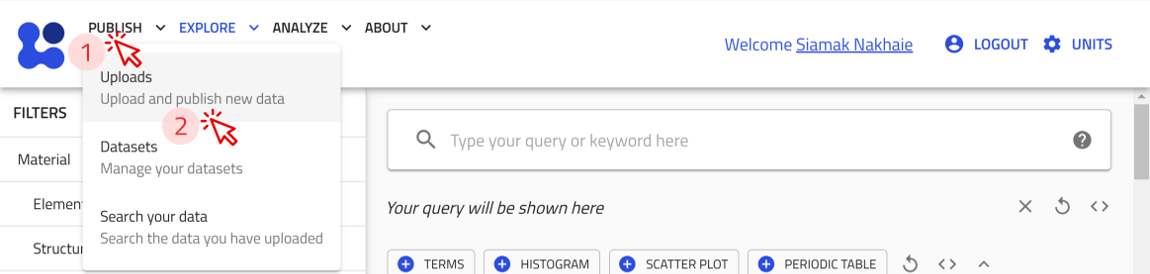 PUBLISH EXPLORE ANALYZE ABOUT
Welcome Siamak Nakhaie LOGOUT UNITS
1
Uploads
Upload and publish new data
2
Datasets
Manage your datasets
Search your data
Search the data you have uploaded
FILTERS
Material
Elemen
Structu
Type your query or keyword here
Your query will be shown here
TERMS HISTOGRAM SCATTER PLOT PERIODIC TABLE